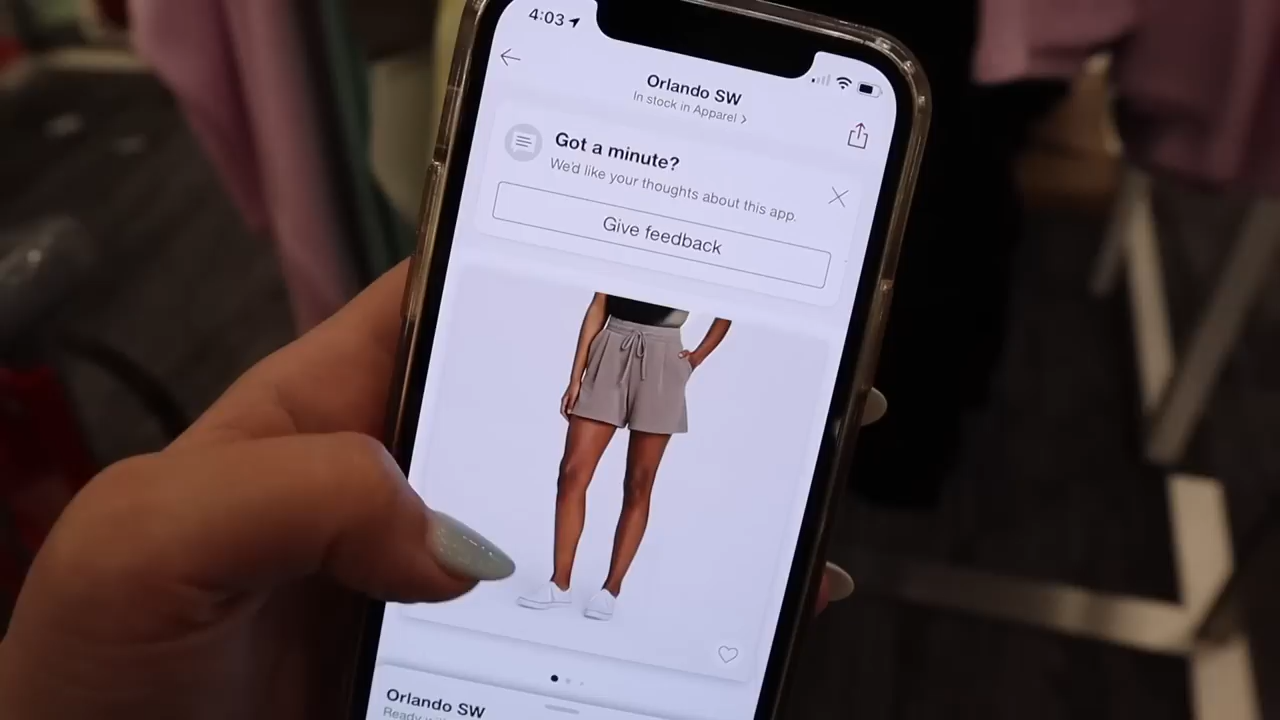 4:03
Orlando SW
In stock in Apparel >
Got a minute?
We'd like your thoughts about this app.
Give feedback
Orlando SW
Ready